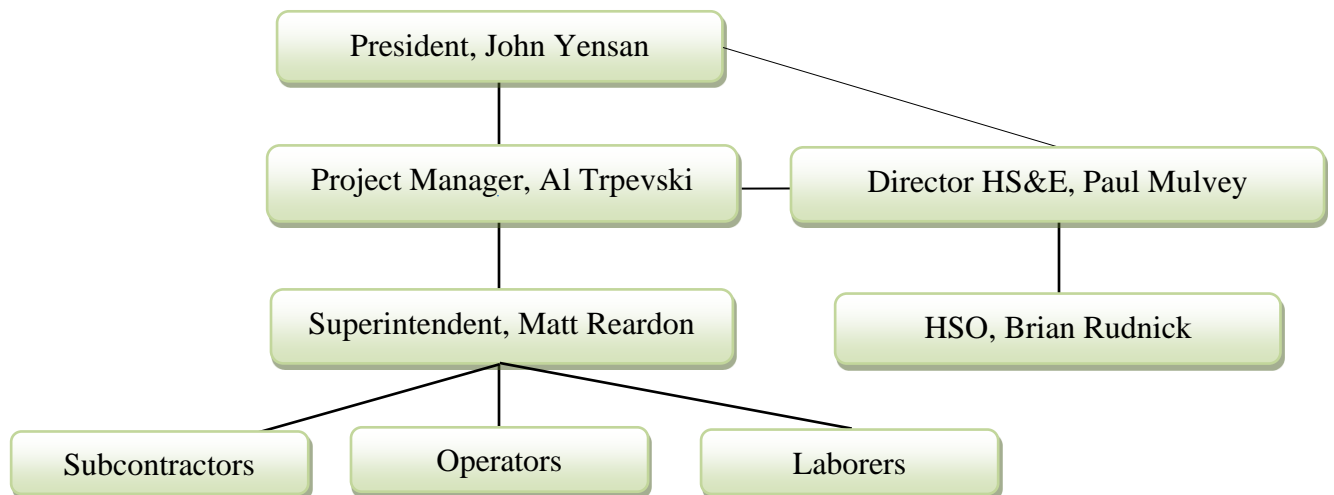 President, John Yensan
Project Manager, Al Trpevski
Director HS&E, Paul Mulvey
Superintendent, Matt Reardon
HSO, Brian Rudnick
Subcontractors
Operators
Laborers